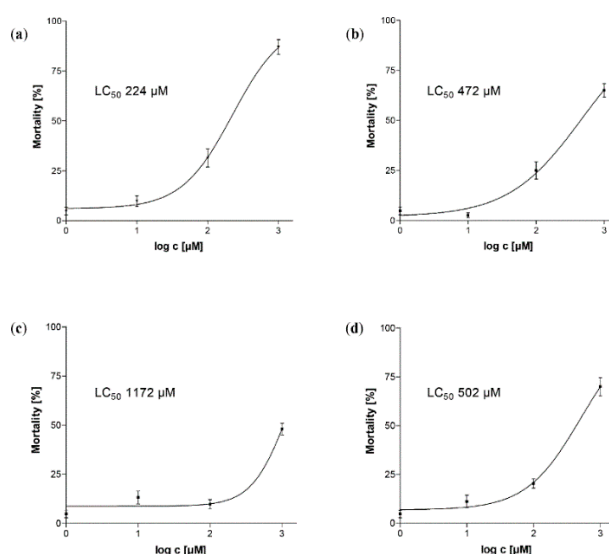 (a)
100
75
50
25
0
Mortality [%]
LC50 224 µM
0 1 2 3
log c [µM]
(b)
100
75
50
25
0
Mortality [%]
LC50 472 µM
0 1 2 3
log c [µM]
(c)
100
75
50
25
0
Mortality [%]
LC50 1172 µM
0 1 2 3
log c [µM]
(d)
100
75
50
25
0
Mortality [%]
LC50 502 µM
0 1 2 3
log c [µM]